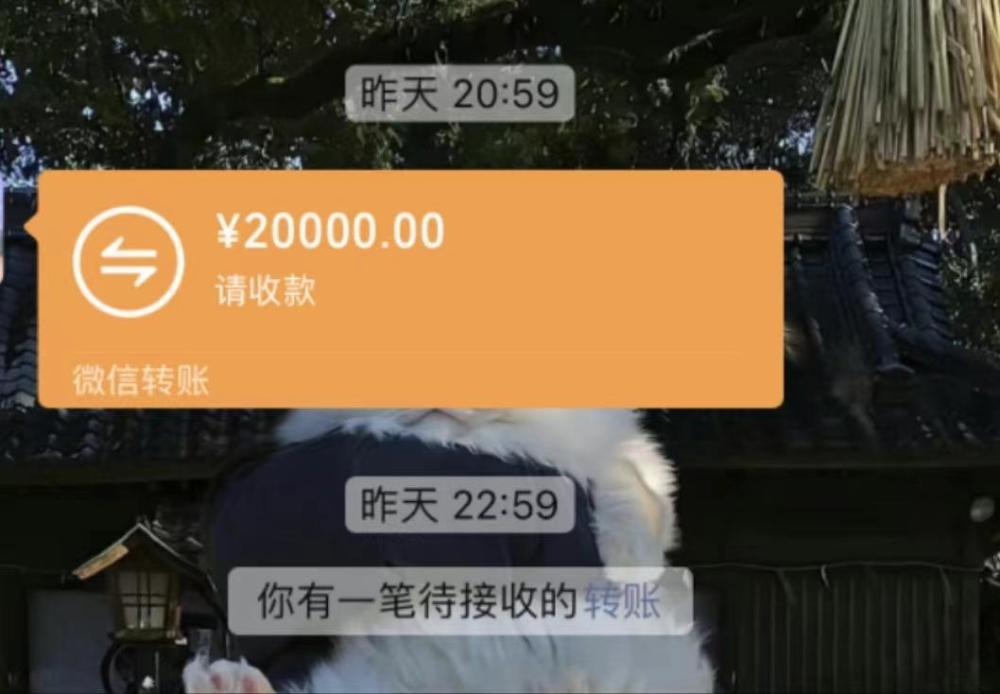 昨天 20:59
¥20000.00
请收款
微信转账
昨天 22:59
你有一笔待接收的转账